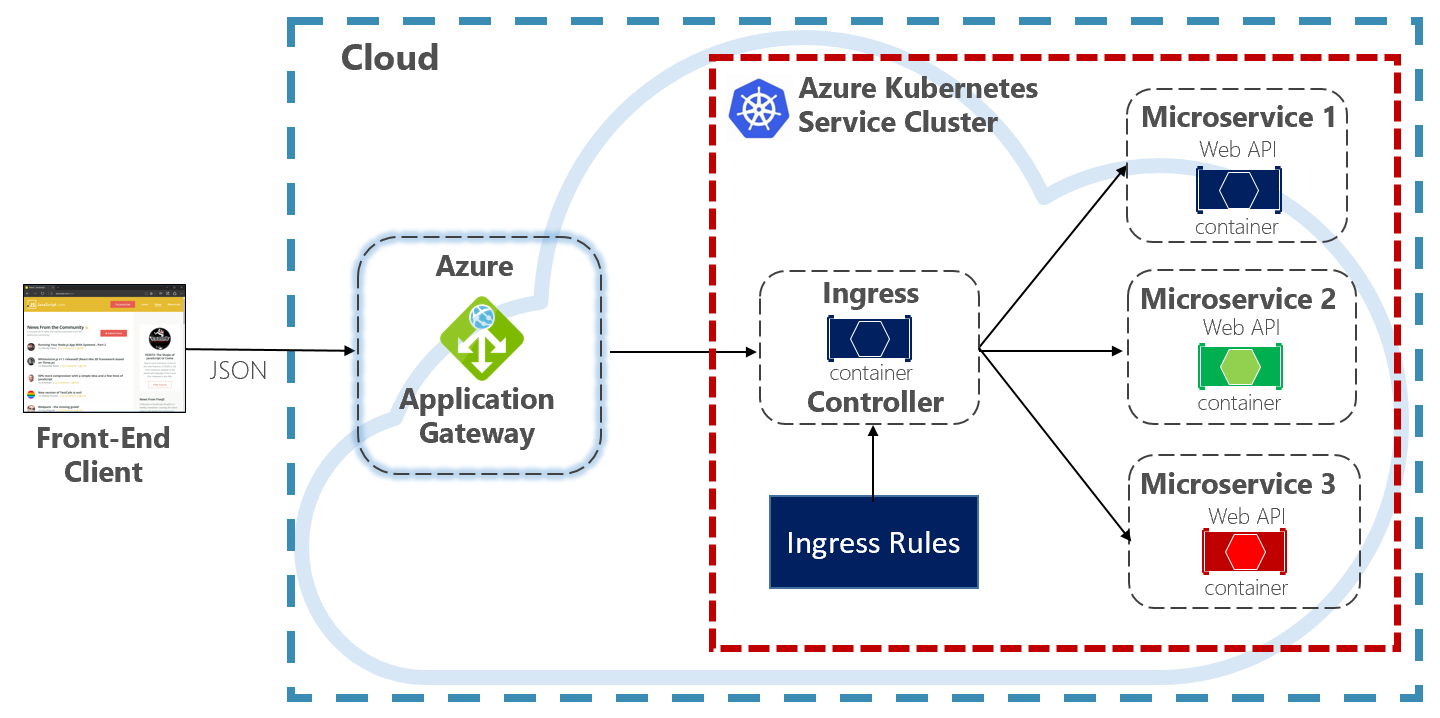 Cloud
Azure Kubernetes
Service Cluster
Microservice 1
Web API
container
Azure
Application
Gateway
Ingress
container
Controller
Microservice 2
Web API
container
JSON
News From the Community
Front-End
Client
Ingress Rules
Microservice 3
Web API
container